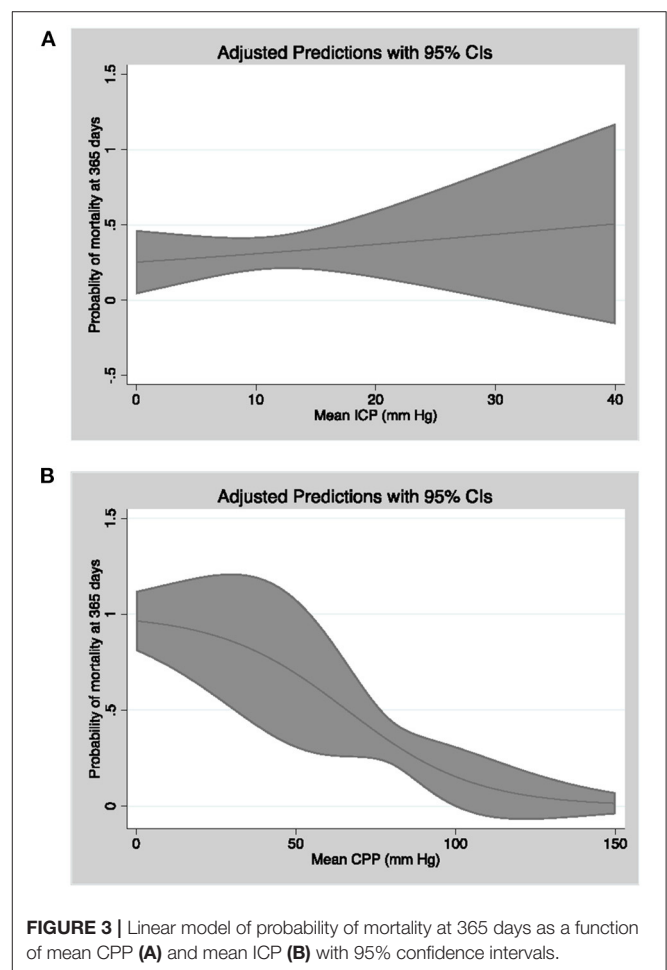 A
Adjusted Predictions with 95% CIs
Probablity of mortality at 365 days
1.5
1
.5
0
-.5
0 10 20 30 40
Mean ICP (mm Hg)
B
Adjusted Predictions with 95% CIs
Probability of mortality at 365 days
1.5
1
.5
0
0 50 100 150
Mean CPP (mm Hg)
FIGURE 3 | Linear model of probability of mortality at 365 days as a function
of mean CPP (A) and mean ICP (B) with 95% confidence intervals.